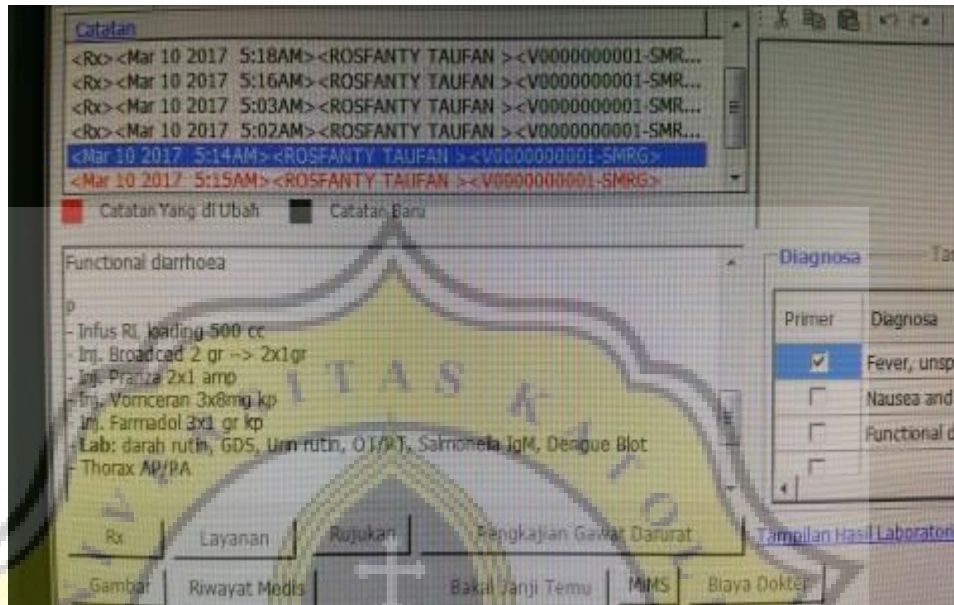 Catatan
<Rx><Mar 10 2017 5:18AM><ROSFANTY TAUFAN ><V0000000001-SMR...
<Rx><Mar 10 2017 5:16AM><ROSFANTY TAUFAN ><V0000000001-SMR...
<Rx><Mar 10 2017 5:03AM><ROSFANTY TAUFAN ><V0000000001-SMR...
<Rx><Mar 10 2017 5:02AM><ROSFANTY TAUFAN ><V0000000001-SMR...
<Mar 10 2017 5:14AM><ROSFANTY TAUFAN ><V0000000001-SMRG>
<Mar 10 2017 5:15AM><ROSFANTY TAUFAN ><V0000000001-SMRG>
Catatan Yang di Ubah Catatan Baru
Functional diarrhoea
p
- Infus RL loading 500 cc
- Inj. Broadced 2 gr --> 2x1gr
- Inj. Pranza 2x1 amp
- Inj. Vomceran 3x8mg kp
- Inj. Farmadol 3x1 gr kp
- Lab: darah rutin, GDS, Urin rutin, OT/PT, Salmonela IgM, Dengue Blot
- Thorax AP/PA
Diagnosa Ta
Primer Diagnosa
Fever, unsp
Nausea and
Functional d
ITAS KATO
Rx Layanan Rujukan Pengkajian Gawat Darurat
Tampilan Hasil Laboratori
Gambar Riwayat Medis Bakal Janji Temu MIMS Biaya Dokter